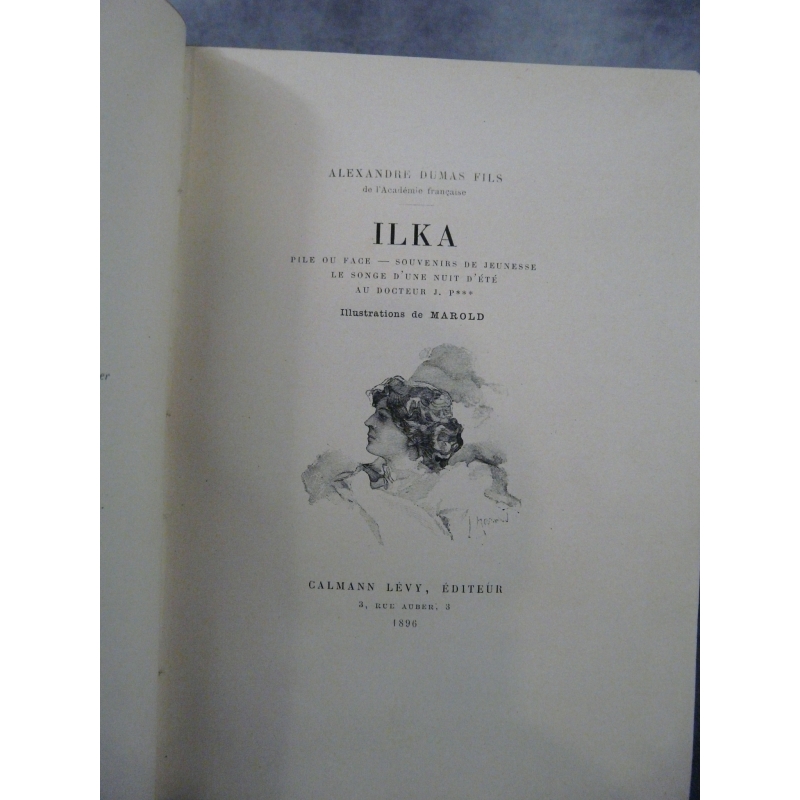 ALEXANDRE DUMAS FILS
de l'Académie française
ILKA
PILE OU FACE — SOUVENIRS DE JEUNESSE
LE SONGE D'UNE NUIT D'ÉTÉ
AU DOCTEUR J. P***
Illustrations de MAROLD
CALMANN LÉVY, ÉDITEUR
3, RUE AUBER, 3
1896